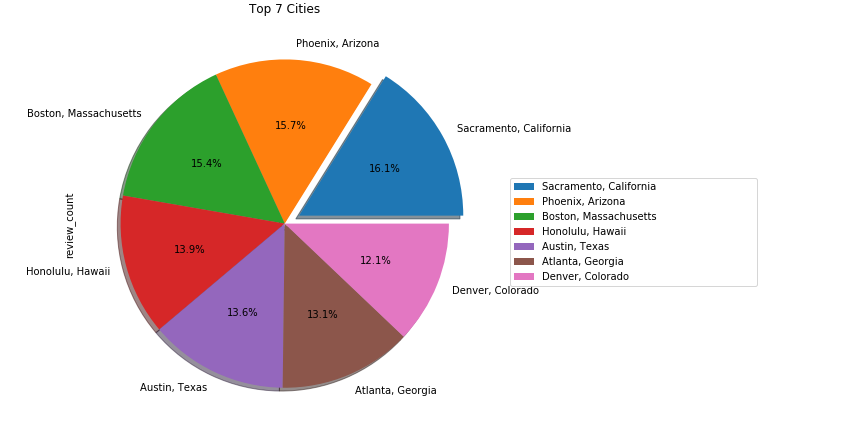 Top 7 Cities
Phoenix, Arizona
Boston, Massachusetts
Sacramento, California
15.7%
15.4%
16.1%
Sacramento, California
Phoenix, Arizona
Boston, Massachusetts
Honolulu, Hawaii
Austin, Texas
Atlanta, Georgia
Denver, Colorado
review_count
13.9%
12.1%
Honolulu, Hawaii
Denver, Colorado
13.6%
13.1%
Austin, Texas
Atlanta, Georgia